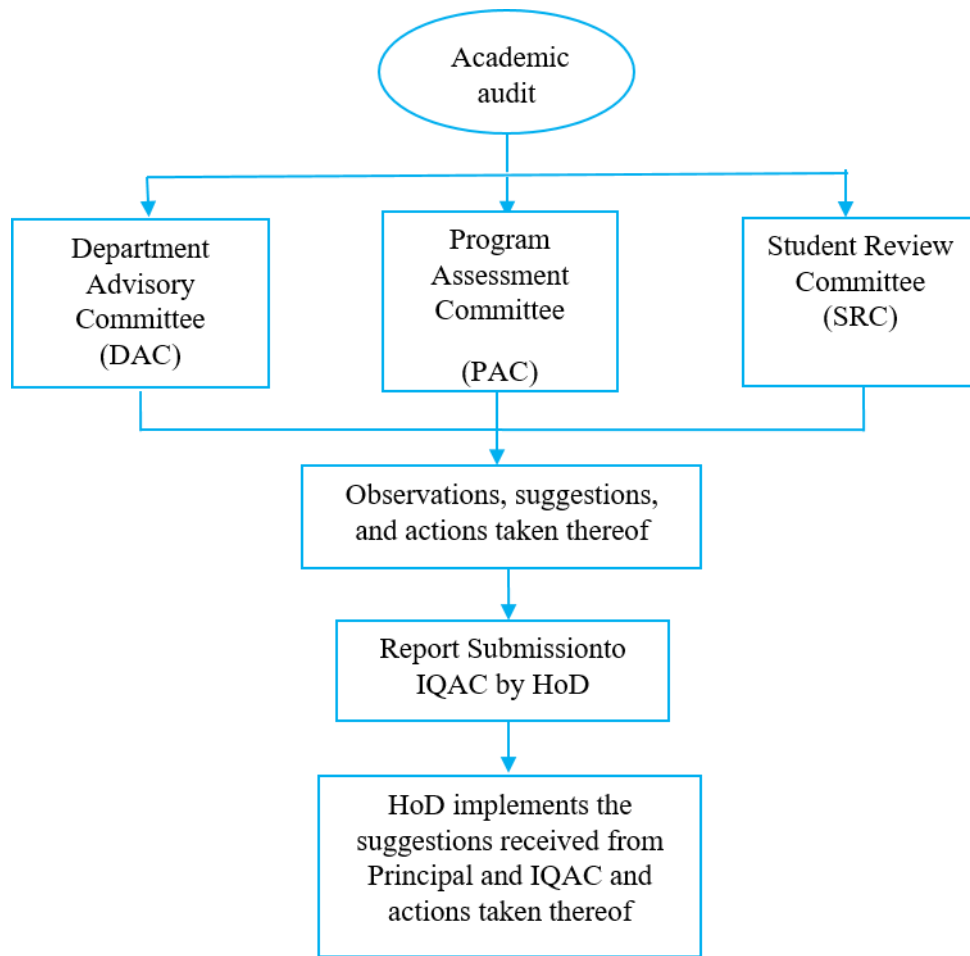 Academic
audit
Department
Advisory
Committee
(DAC)
Program
Assessment
Committee
(PAC)
Student Review
Committee
(SRC)
Observations, suggestions,
and actions taken thereof
Report Submissionto
IQAC by HoD
HoD implements the
suggestions received from
Principal and IQAC and
actions taken thereof